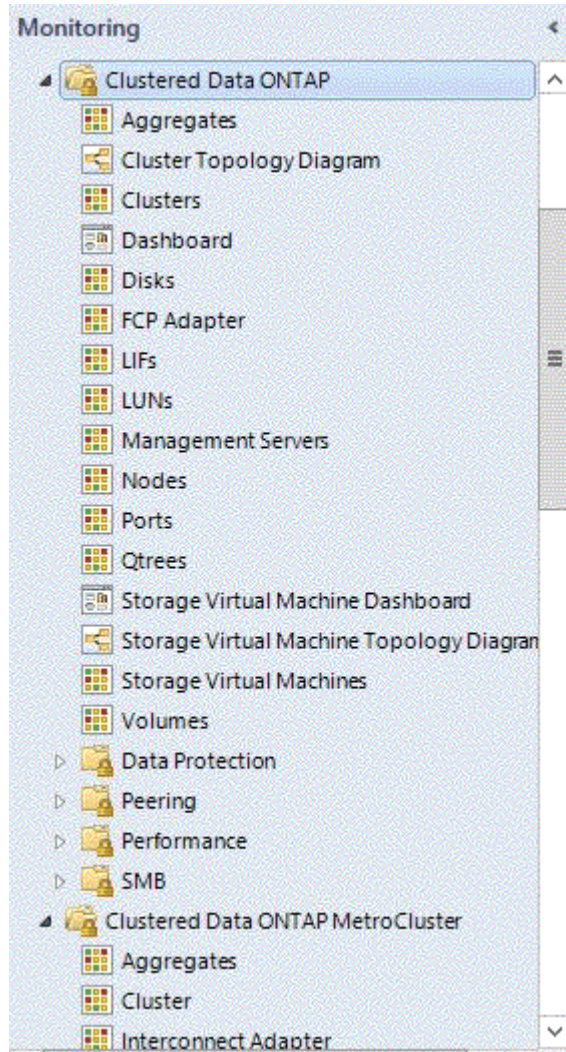 Monitoring
Clustered Data ONTAP
Aggregates
Cluster Topology Diagram
Clusters
Dashboard
Disks
FCP Adapter
LIFs
LUNs
Management Servers
Nodes
Ports
Qtrees
Storage Virtual Machine Dashboard
Storage Virtual Machine Topology Diagran
Storage Virtual Machines
Volumes
Data Protection
Peering
Performance
SMB
Clustered Data ONTAP MetroCluster
Aggregates
Cluster
Interconnect Adapter